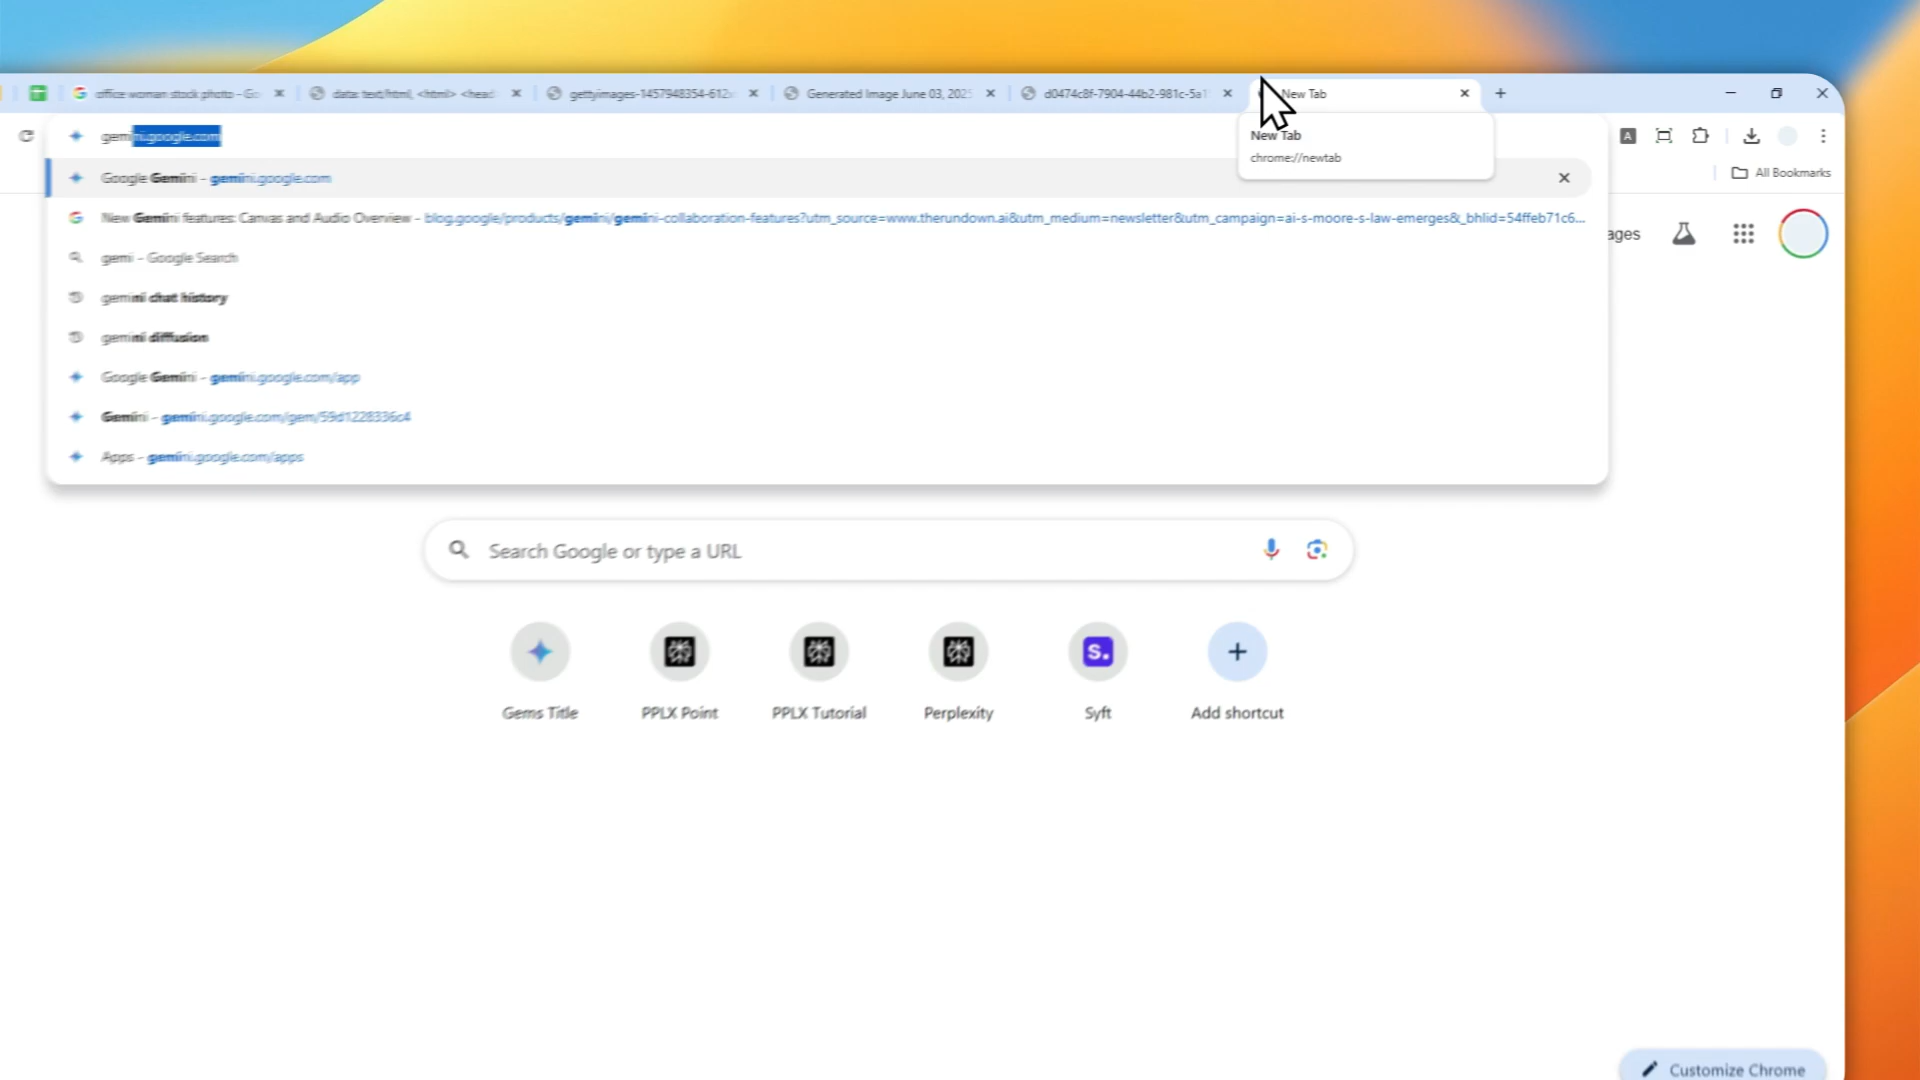 office woman stock photo - Go
data: text/html, <html> <head
gettyimages-1457948354-612x
Generated Image June 03, 2025
d0474c8f-7904-44b2-981c-5a1
New Tab
gemini.google.com
New Tab
chrome://newtab
A
All Bookmarks
Google Gemini - gemini.google.com
New Gemini features: Canvas and Audio Overview - blog.google/products/gemini/gemini-collaboration-features?utm_source=www.therundown.ai&utm_medium=newsletter&utm_campaign=ai-s-moore-s-law-emerges&_bhlid=54ffeb71c6...
ages
gemi - Google Search
gemini chat history
gemini diffusion
Google Gemini - gemini.google.com/app
Gemini - gemini.google.com/gem/59d1228336c4
Apps - gemini.google.com/apps
Search Google or type a URL
s.
Gems Title
PPLX Point
PPLX Tutorial
Perplexity
Syft
Add shortcut
Customize Chrome